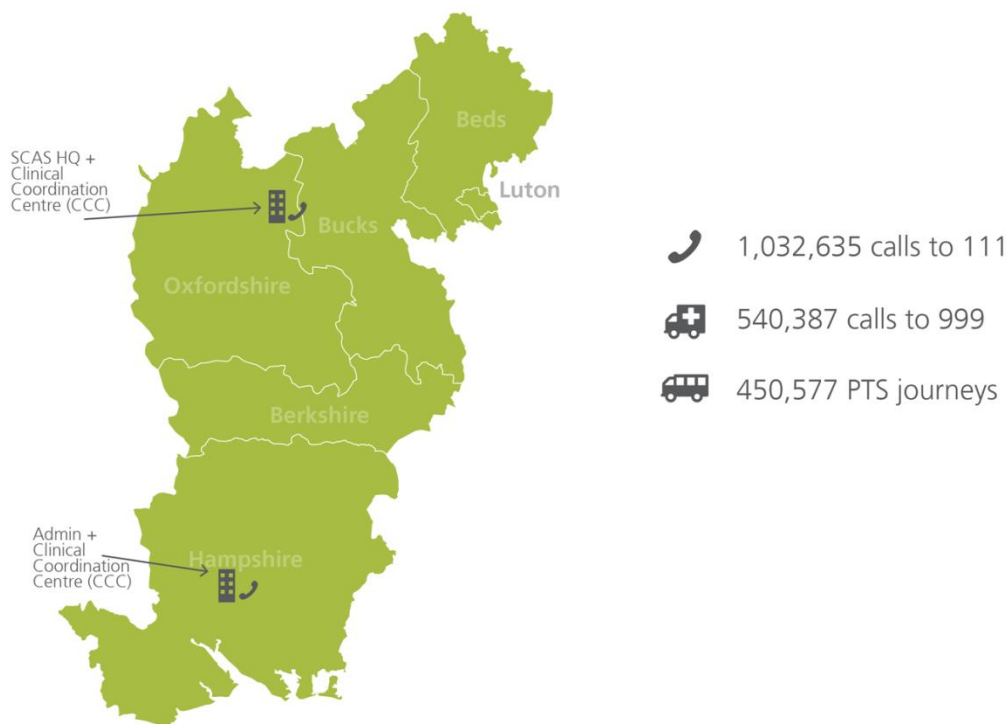 Beds
SCAS HQ +
Clinical
Coordination
Centre (CCC)
Luton
Bucks
Oxfordshire
Berkshire
Admin +
Clinical
Coordination
Centre (CCC)
Hampshire
1,032,635 calls to 111
540,387 calls to 999
450,577 PTS journeys